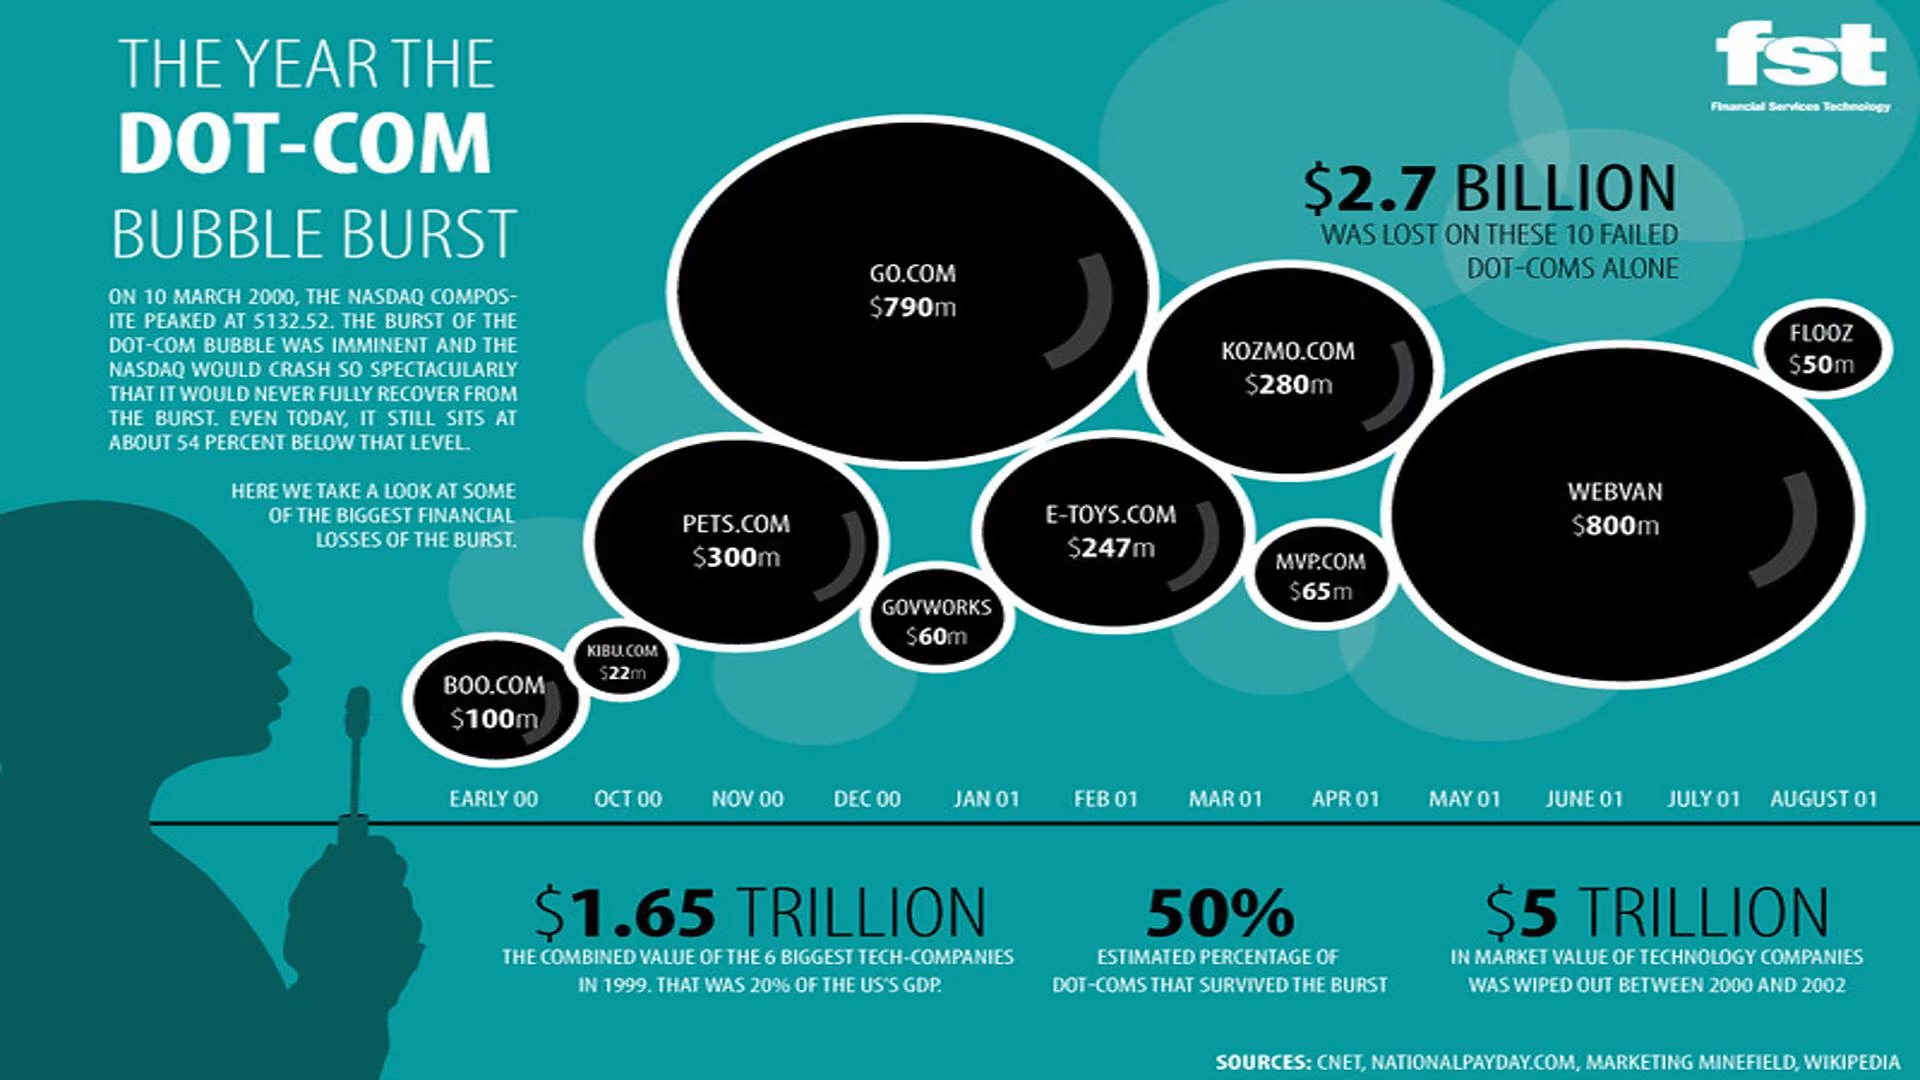 THE YEAR THE
DOT-COM
BUBBLE BURST
ON 10 MARCH 2000, THE NASDAQ COMPOS-
ITE PEAKED AT 5132.52. THE BURST OF THE
DOT-COM BUBBLE WAS IMMINENT AND THE
NASDAQ WOULD CRASH SO SPECTACULARLY
THAT IT WOULD NEVER FULLY RECOVER FROM
THE BURST. EVEN TODAY, IT STILL SITS AT
ABOUT 54 PERCENT BELOW THAT LEVEL.
HERE WE TAKE A LOOK AT SOME
OF THE BIGGEST FINANCIAL
LOSSES OF THE BURST.
fst
Financial Services Technology
$2.7 BILLION
WAS LOST ON THESE 10 FAILED
DOT-COMS ALONE
BOO.COM
$100m
KIBU.COM
$22m
PETS.COM
$300m
GO.COM
$790m
GOVWORKS
$60m
E-TOYS.COM
$247m
KOZMO.COM
$280m
MVP.COM
$65m
WEBVAN
$800m
FLOOZ
$50m
EARLY 00 OCT 00 NOV 00 DEC 00 JAN 01 FEB 01 MAR 01 APR 01 MAY 01 JUNE 01 JULY 01 AUGUST 01
$1.65 TRILLION
THE COMBINED VALUE OF THE 6 BIGGEST TECH-COMPANIES
IN 1999. THAT WAS 20% OF THE US'S GDP.
50%
ESTIMATED PERCENTAGE OF
DOT-COMS THAT SURVIVED THE BURST
$5 TRILLION
IN MARKET VALUE OF TECHNOLOGY COMPANIES
WAS WIPED OUT BETWEEN 2000 AND 2002
SOURCES: CNET, NATIONALPAYDAY.COM, MARKETING MINEFIELD, WIKIPEDIA